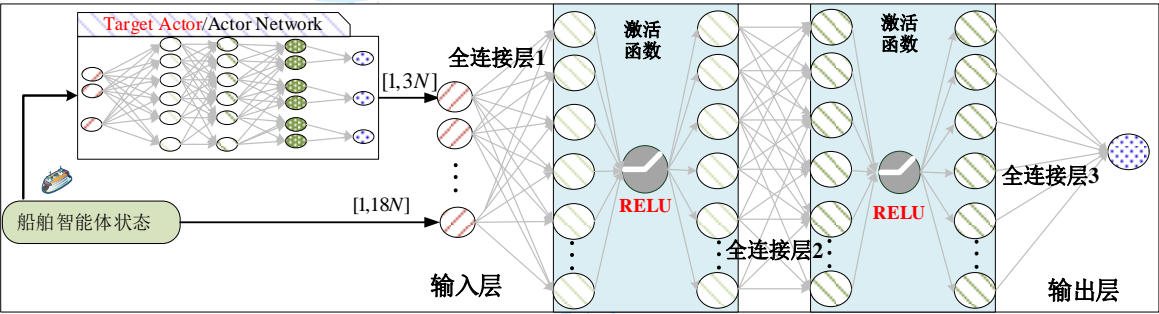 Target Actor/Actor Network
[1,3N]
船舶智能体状态
[1,18N]
全连接层1
输入层
激活
函数
RELU
全连接层2
激活
函数
RELU
全连接层3
输出层